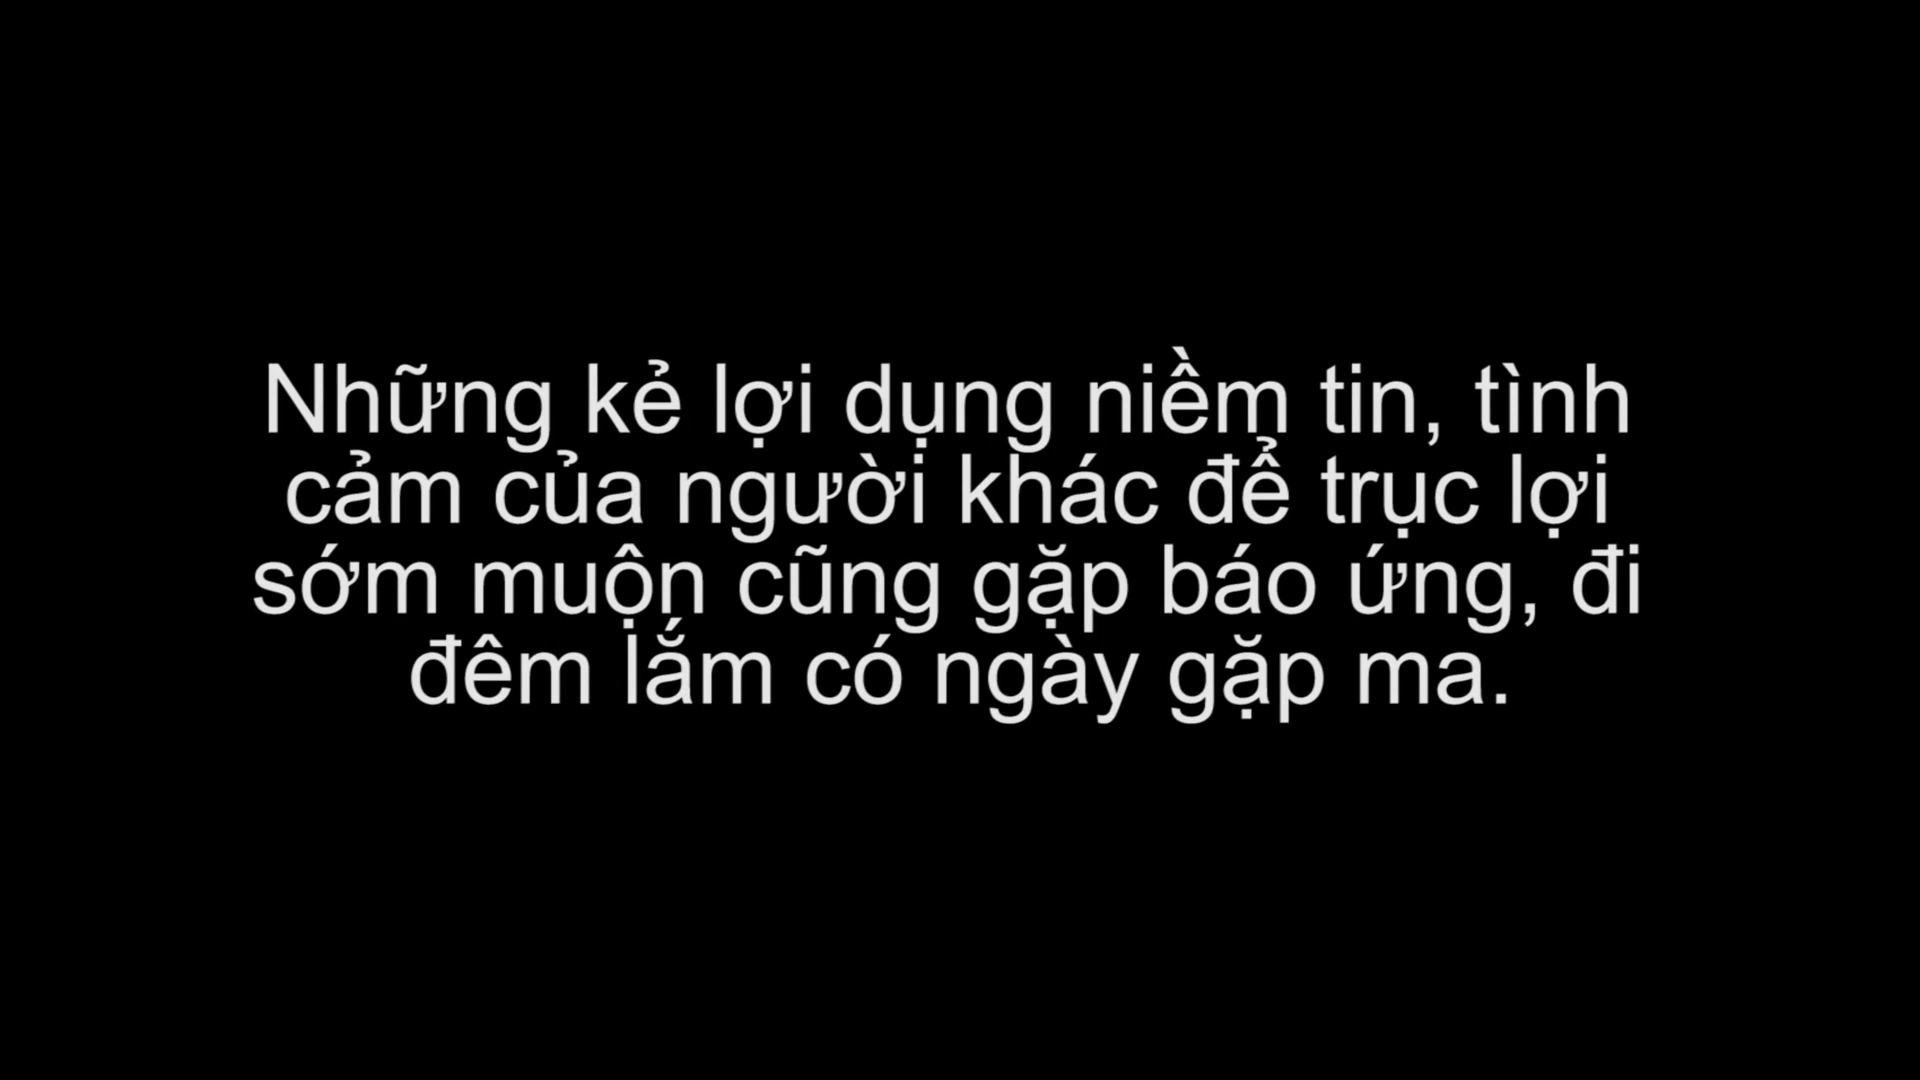 Những kẻ lợi dụng niềm tin, tình
cảm của người khác để trục lợi
sớm muộn cũng gặp báo ứng, đi
đêm lắm có ngày gặp ma.